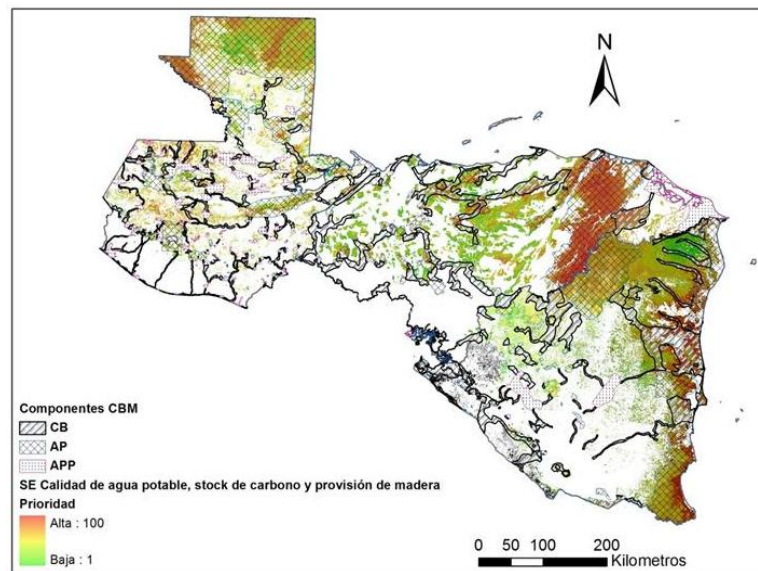 N
Componentes CBM
CB
AP
APP
SE Calidad de agua potable, stock de carbono y provisión de madera
Prioridad
Alta : 100
Baja : 1
0 50 100 200
Kilometros